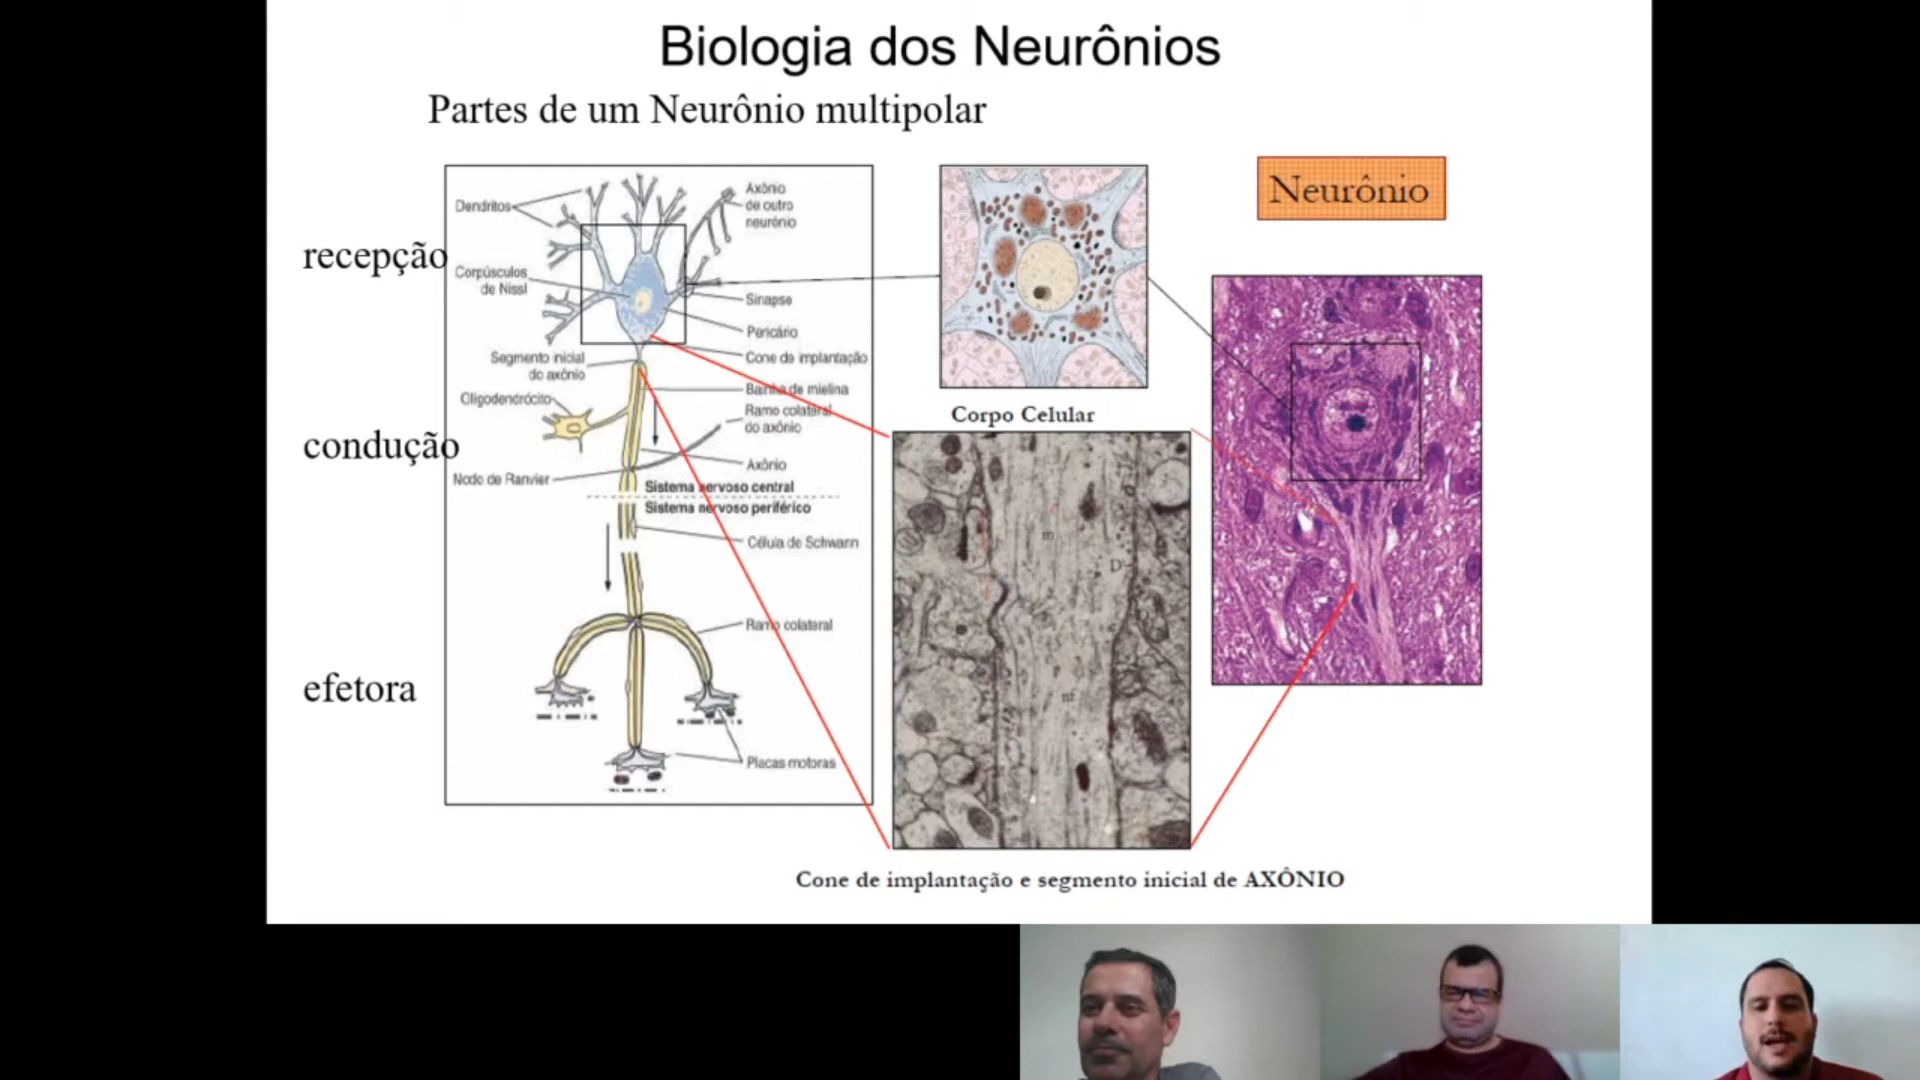 Biologia dos Neurônios
Partes de um Neurônio multipolar
Neurônio
recepção
condução
efetora
Dendritos
Axônio
de outro
neurônio
Corpúsculos
de Nissl
Sinapse
Pericário
Cone de implantação
Segmento inicial
do axônio
Bainha de mielina
Oligodendrócito
Ramo colateral
do axônio
Axônio
Nodo de Ranvier
Sistema nervoso central
Sistema nervoso periférico
Célula de Schwann
Ramo colateral
Placas motoras
Corpo Celular
m
D
nf
Cone de implantação e segmento inicial de AXÔNIO